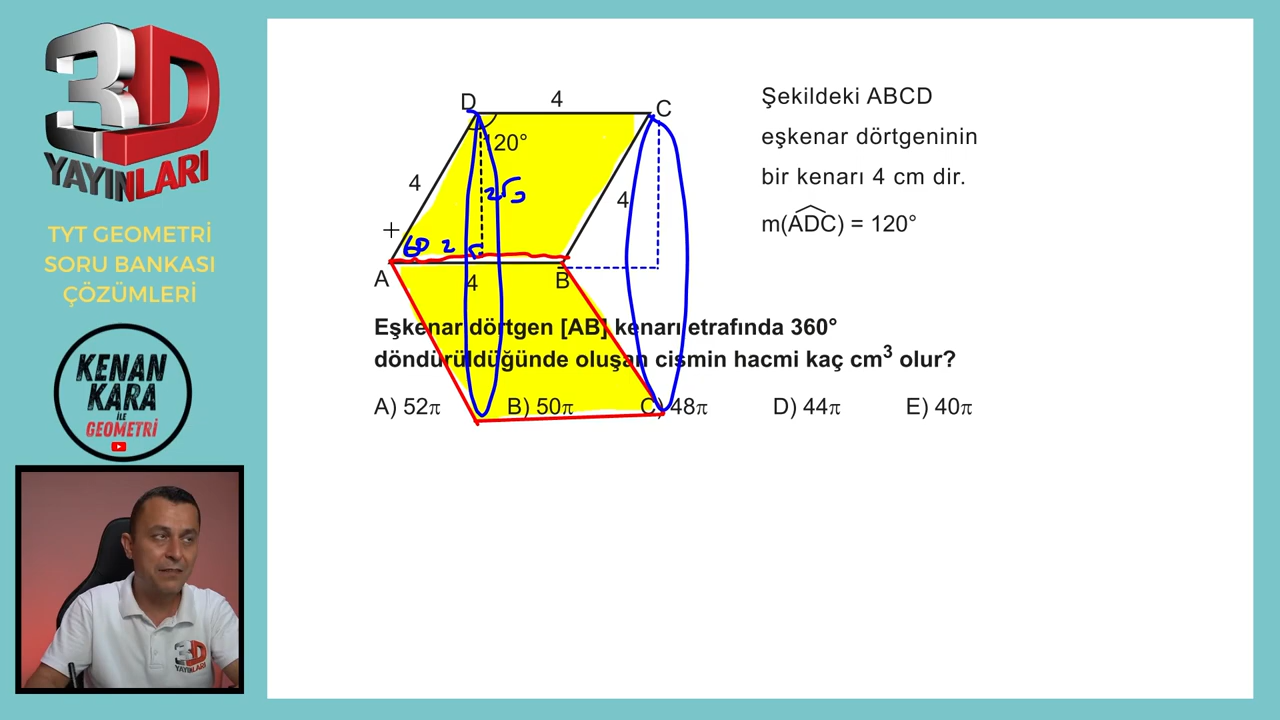 3D
YAYINLARI
TYT GEOMETRİ
SORU BANKASI
ÇÖZÜMLERİ
KENAN
KARA
İLE
GEOMETRİ
3D
YAYINLARI
D
4
C
120°
4
2√3
4
60
2
A
4
B
Şekildeki ABCD
eşkenar dörtgeninin
bir kenarı 4 cm dir.
m(ADC) = 120°
Eşkenar dörtgen [AB] kenarı etrafında 360°
döndürüldüğünde oluşan cismin hacmi kaç cm³ olur?
A) 52π B) 50π C) 48π D) 44π E) 40π